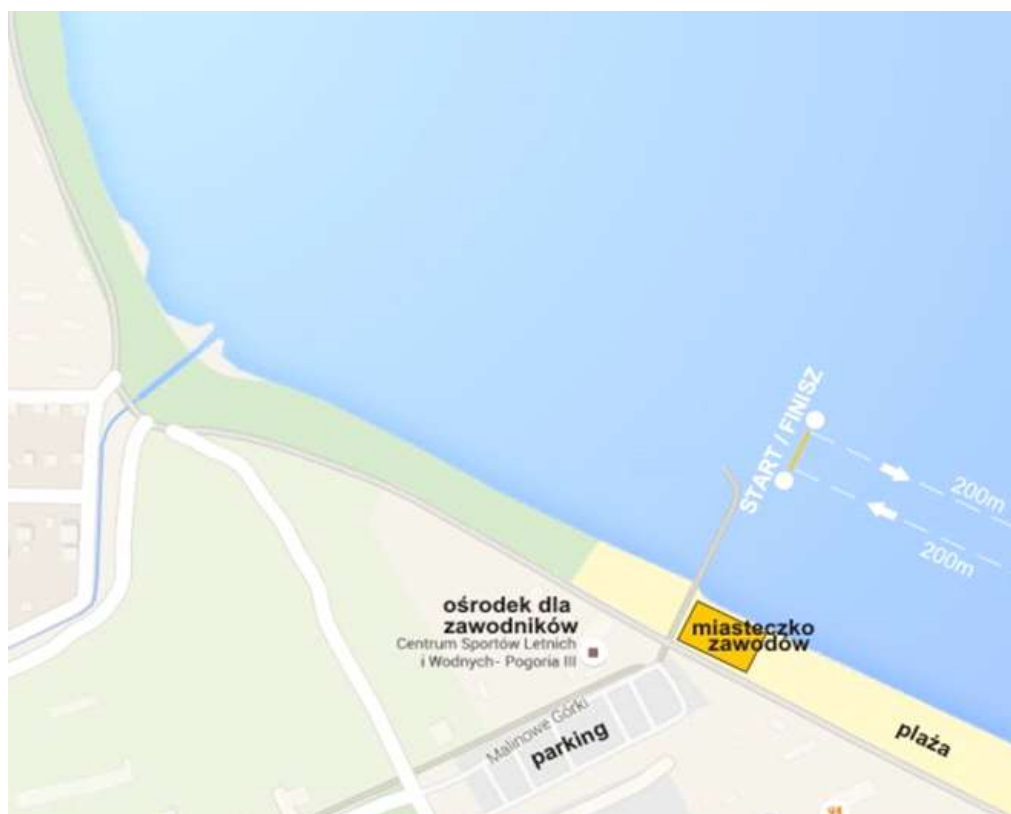 START / FINISZ
200m
200m
ośrodek dla
zawodników
Centrum Sportów Letnich
i Wodnych- Pogoria III
miasteczko
zawodów
Malinowe Górki
parking
plaża